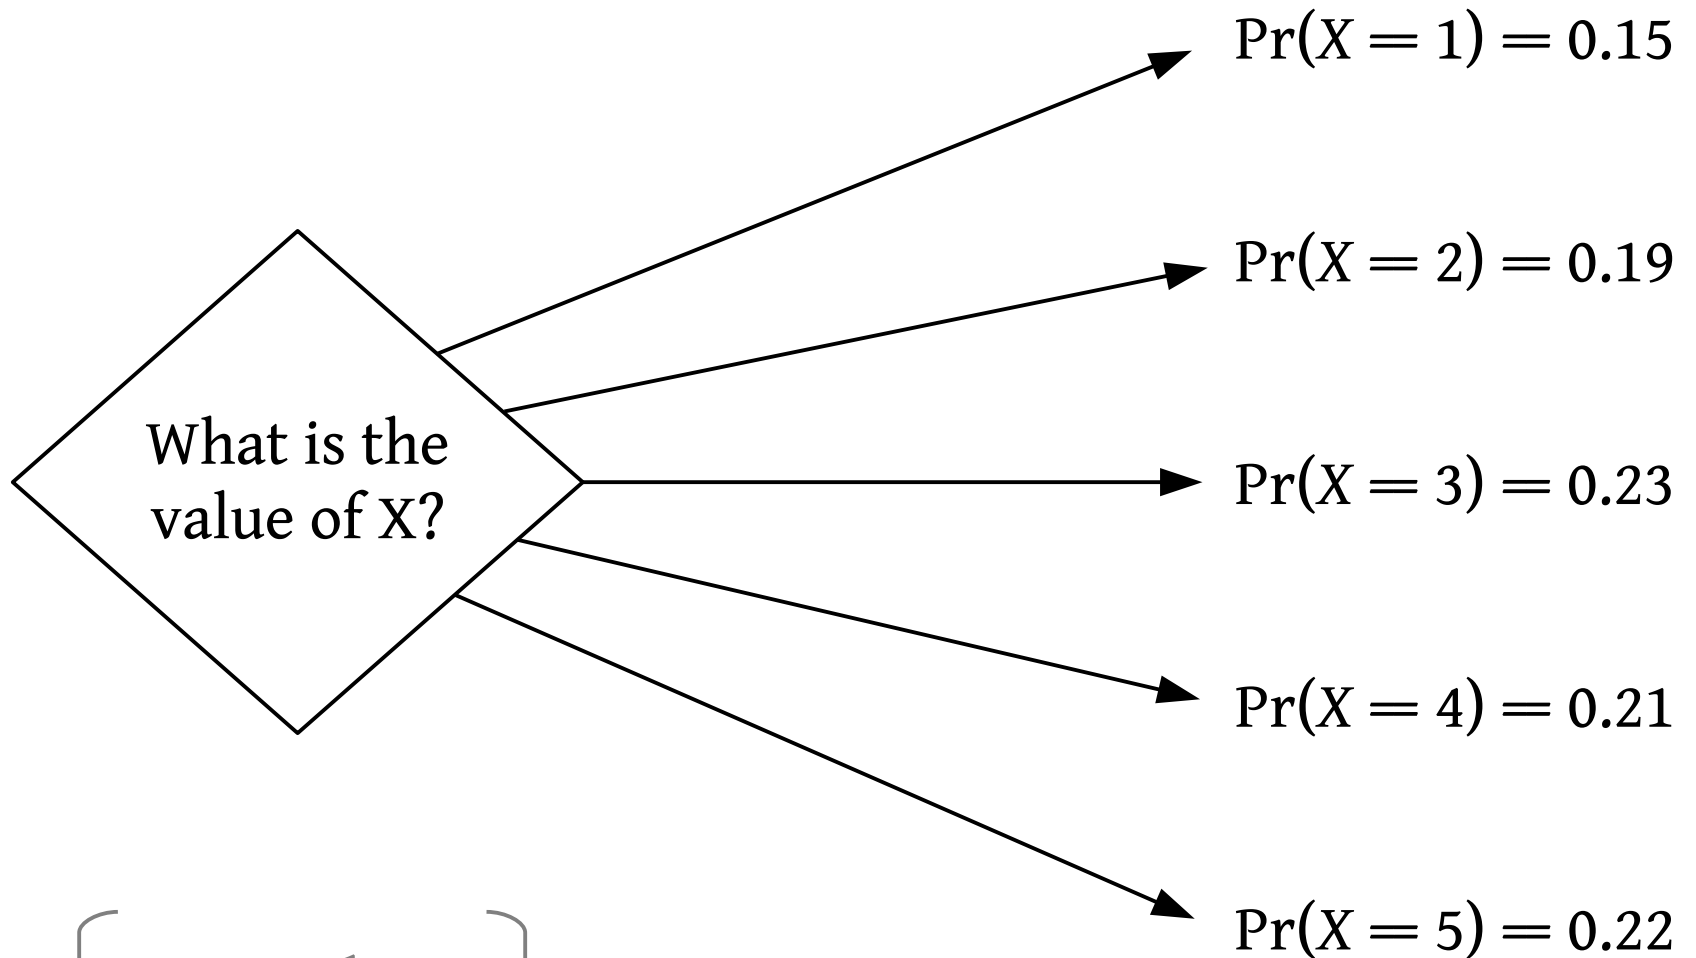 Pr(X = 1) = 0.15
Pr(X = 2) = 0.19
What is the
value of X?
Pr(X = 3) = 0.23
Pr(X = 4) = 0.21
Pr(X = 5) = 0.22